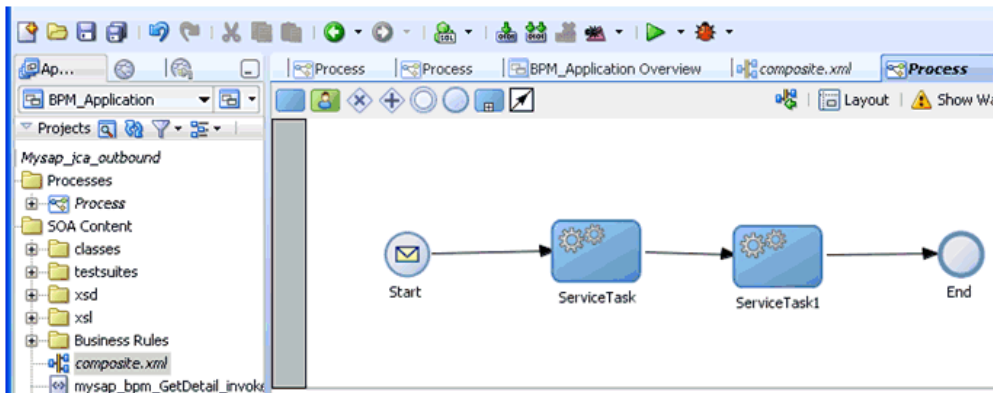 Ap...
Process
Process
BPM_Application Overview
composite.xml
Process
BPM_Application
Layout
Show Wa
Projects
Mysap_jca_outbound
Processes
Process
SOA Content
classes
testsuites
xsd
xsl
Business Rules
composite.xml
mysap_bpm_GetDetail_invoke
Start
ServiceTask
ServiceTask1
End